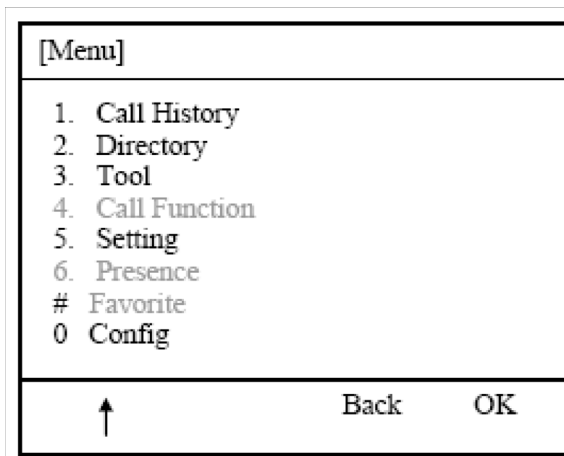 [Menu]
1. Call History
2. Directory
3. Tool
4. Call Function
5. Setting
6. Presence
# Favorite
0 Config
Back OK